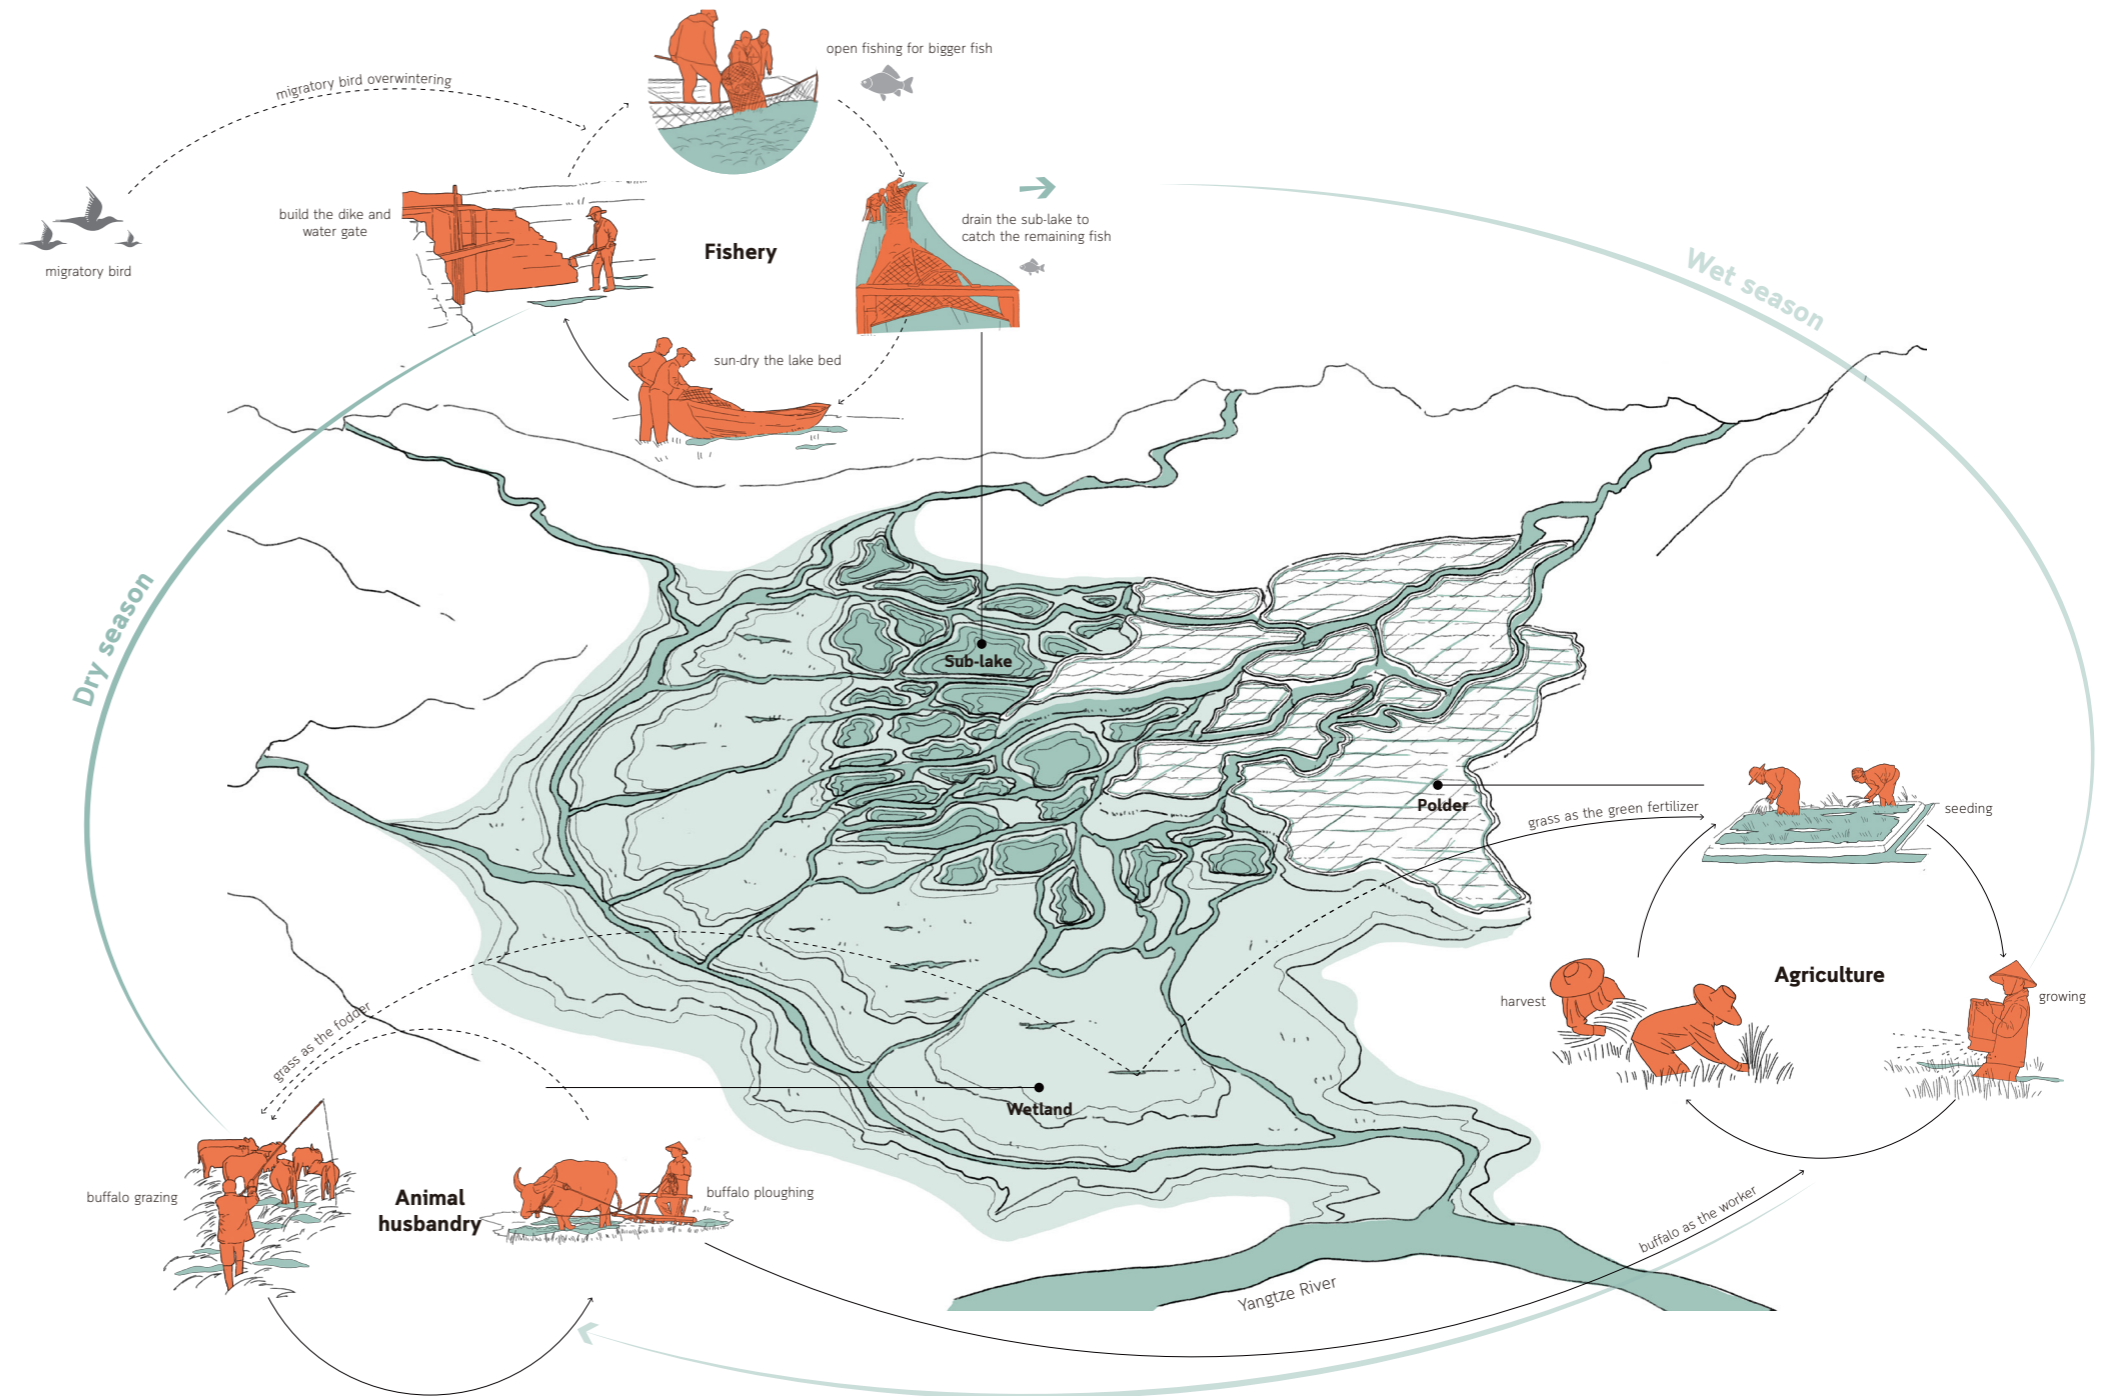 open fishing for bigger fish
migratory bird overwintering
migratory bird
build the dike and
water gate
Fishery
drain the sub-lake to
catch the remaining fish
sun-dry the lake bed
Wet season
Dry season
Sub-lake
Polder
grass as the green fertilizer
seeding
Agriculture
harvest
growing
grass as the fodder
Wetland
buffalo grazing
Animal
husbandry
buffalo ploughing
buffalo as the worker
Yangtze River